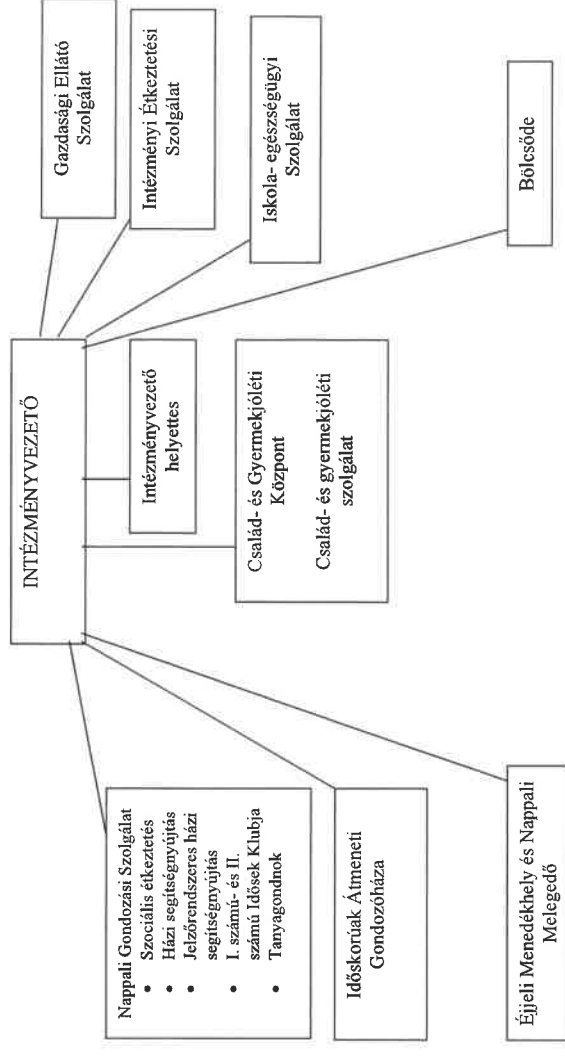 INTÉZMÉNYVEZETŐ
Nappali Gondozási Szolgálat
• Szociális étkeztetés
• Házi segítségnyújtás
• Jelzőrendszeres házi
segítségnyújtás
• I. számú- és II.
számú Idősek Klubja
• Tanyagondnok
Időskorúak Átmeneti
Gondozóháza
Éjjeli Menedékhely és Nappali
Melegedő
Intézményvezető
helyettes
Család- és Gyermekjóléti
Központ
Család- és gyermekjóléti
szolgálat
Gazdasági Ellátó
Szolgálat
Intézményi Étkeztetési
Szolgálat
Iskola- egészségügyi
Szolgálat
Bölcsőde